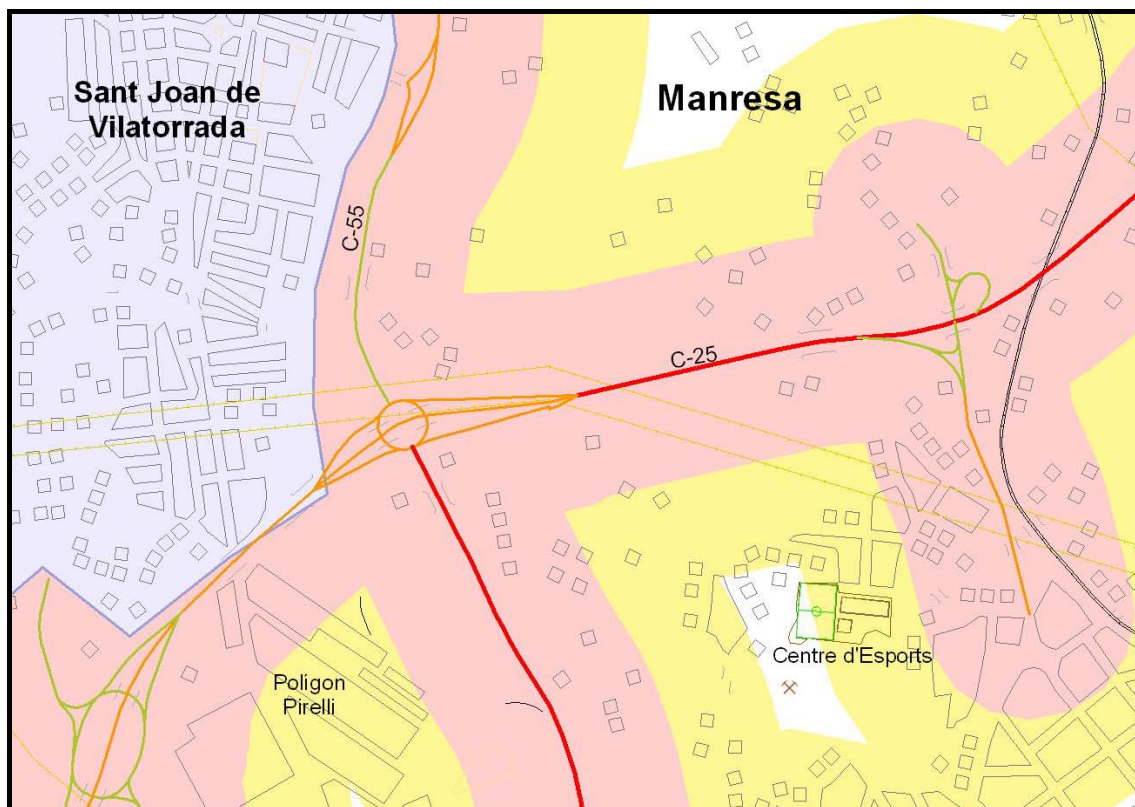 Sant Joan de
Vilatorrada
Manresa
C-55
C-25
Centre d'Esports
Polígon
Pirelli